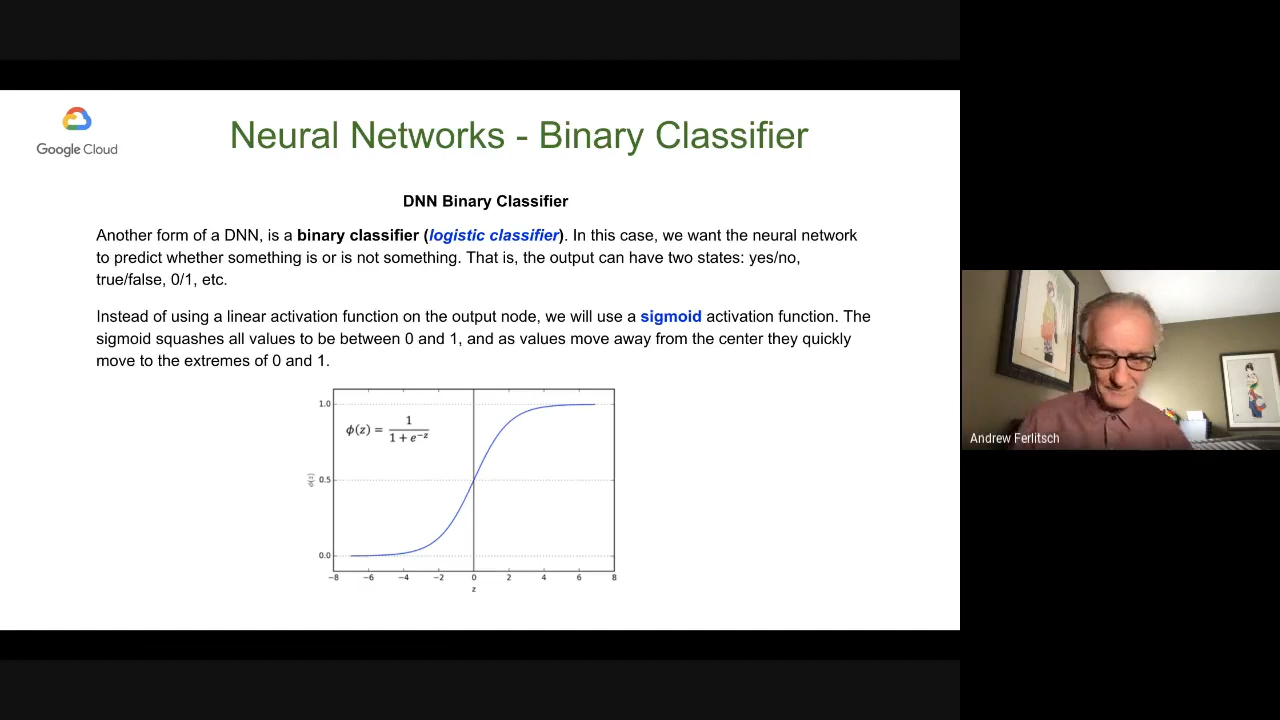 Google Cloud
Neural Networks - Binary Classifier
DNN Binary Classifier
Another form of a DNN, is a binary classifier (logistic classifier). In this case, we want the neural network
to predict whether something is or is not something. That is, the output can have two states: yes/no,
true/false, 0/1, etc.
Instead of using a linear activation function on the output node, we will use a sigmoid activation function. The
sigmoid squashes all values to be between 0 and 1, and as values move away from the center they quickly
move to the extremes of 0 and 1.
1.0
ϕ(z) = 1 / (1 + e^−z)
ϕ(z)
0.5
0.0
−8 −6 −4 −2 0 2 4 6 8
z
Andrew Ferlitsch